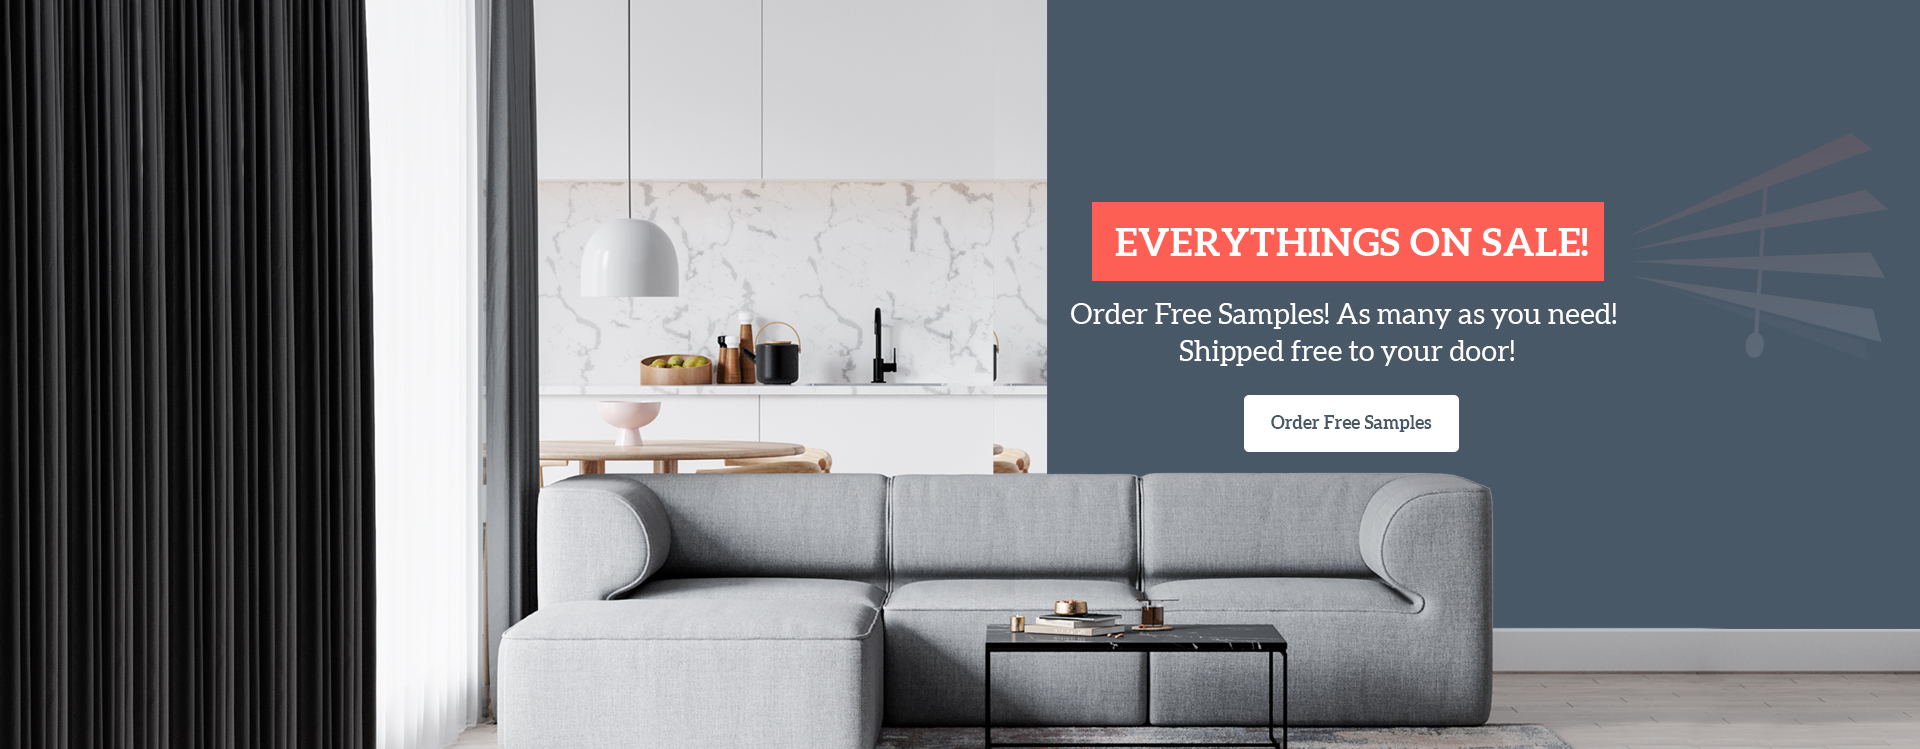 EVERYTHINGS ON SALE!
Order Free Samples! As many as you need!
Shipped free to your door!
Order Free Samples